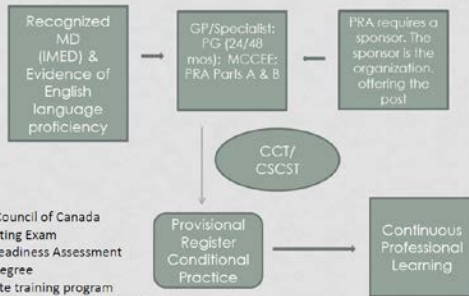 Recognized
MD
(IMED) &
Evidence of
English
language
proficiency
GP/Specialist:
PG (24/48
mos); MCCEE;
PRA Parts A & B
PRA requires a
sponsor. The
sponsor is the
organization,
offering the
post
CCT/
CSCST
Provisional
Register
Conditional
Practice
Continuous
Professional
Learning
Council of Canada
ting Exam
eadiness Assessment
egree
te training program